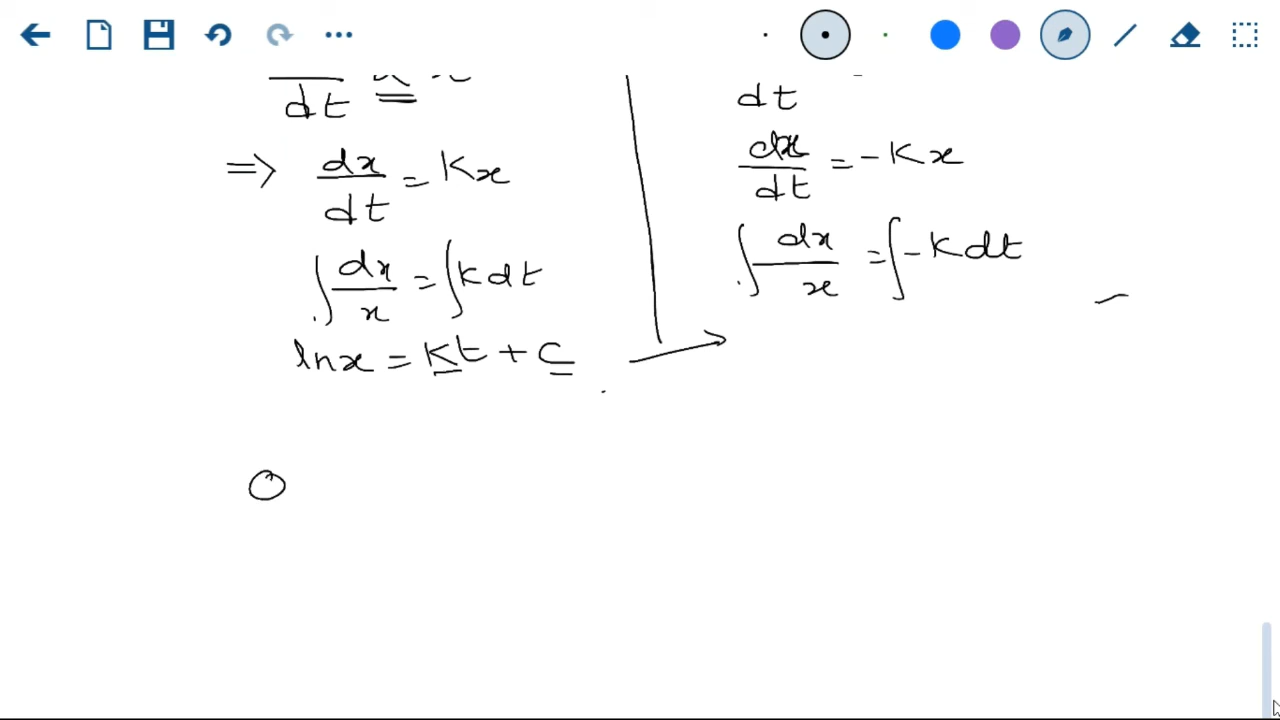 dt
=> dx/dt = Kx
∫ dx/x = ∫ K dt
ln x = Kt + C
dt
dx/dt = -Kx
∫ dx/x = ∫ -K dt